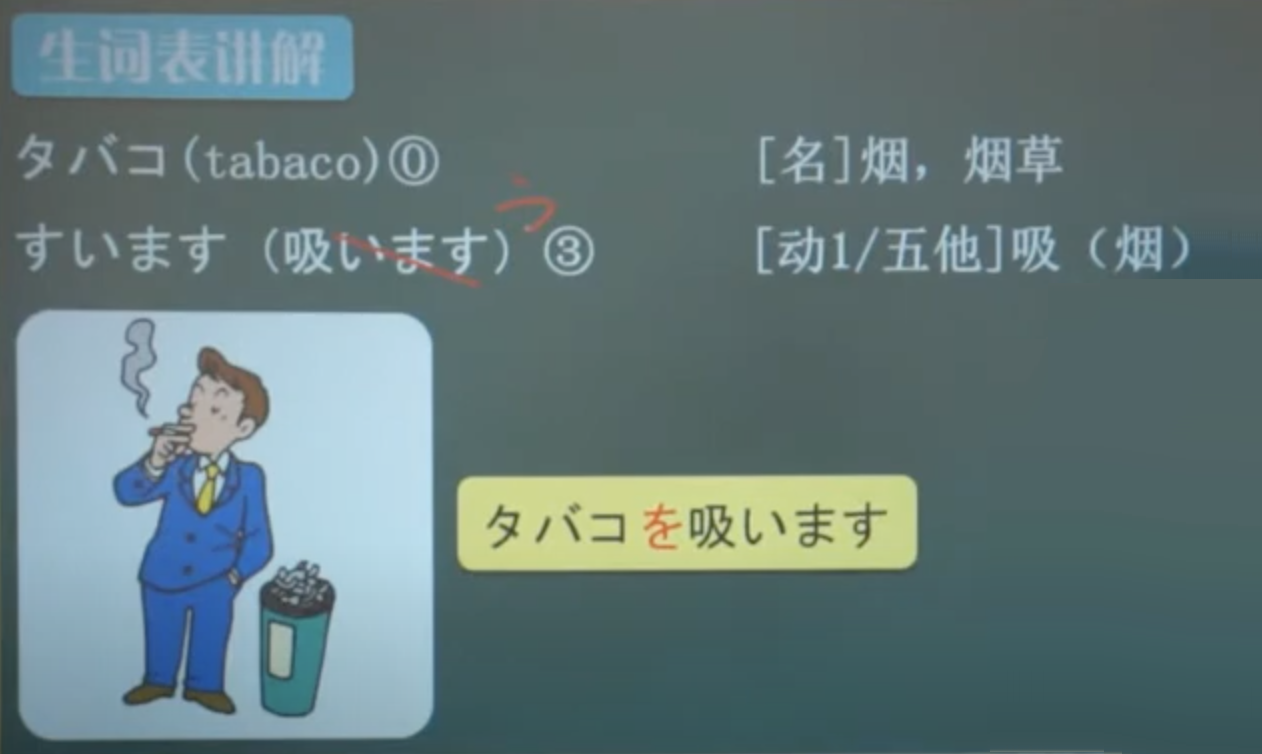 生词表讲解
タバコ(tabaco)⓪ [名]烟，烟草
う
すいます（吸います）③ [动1/五他]吸（烟）
タバコを吸います